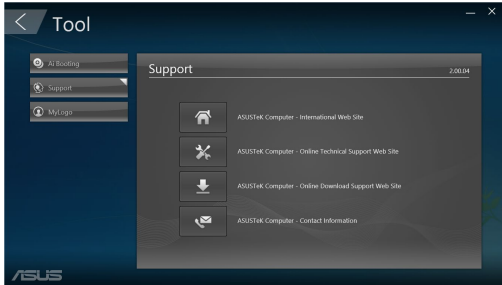 Tool
Ai Booting
Support
MyLogo
Support
2.00.04
ASUSTeK Computer - International Web Site
ASUSTeK Computer - Online Technical Support Web Site
ASUSTeK Computer - Online Download Support Web Site
ASUSTeK Computer - Contact Information
ASUS